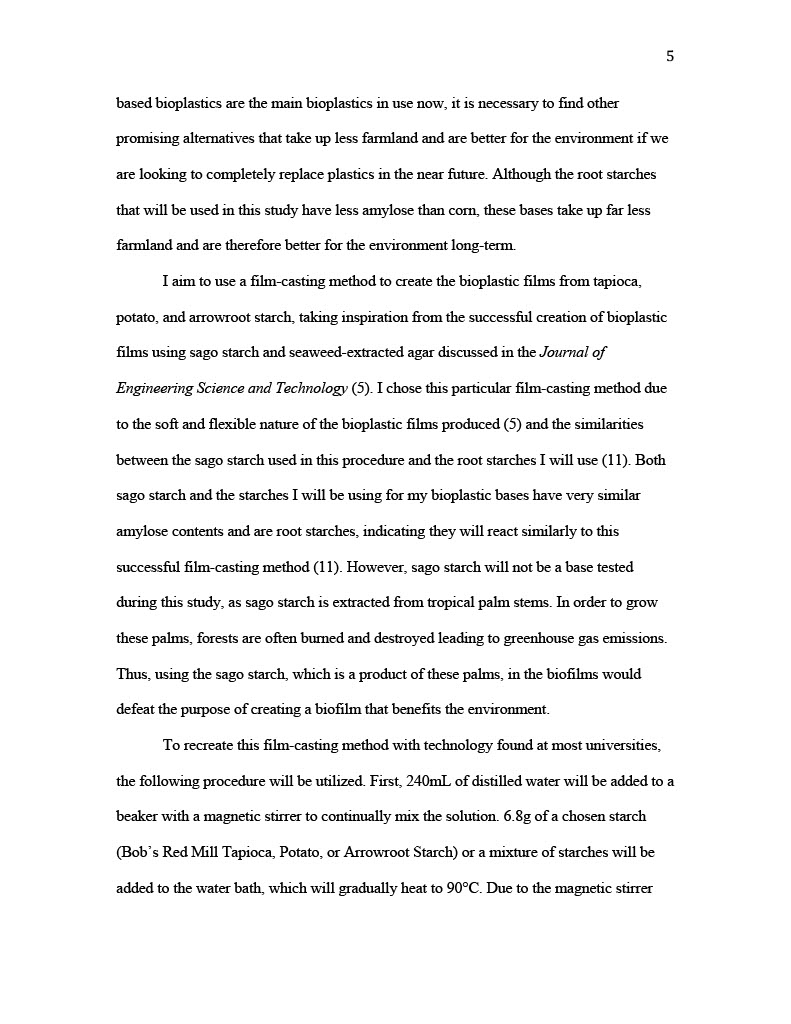 5
based bioplastics are the main bioplastics in use now, it is necessary to find other
promising alternatives that take up less farmland and are better for the environment if we
are looking to completely replace plastics in the near future. Although the root starches
that will be used in this study have less amylose than corn, these bases take up far less
farmland and are therefore better for the environment long-term.
I aim to use a film-casting method to create the bioplastic films from tapioca,
potato, and arrowroot starch, taking inspiration from the successful creation of bioplastic
films using sago starch and seaweed-extracted agar discussed in the Journal of
Engineering Science and Technology (5). I chose this particular film-casting method due
to the soft and flexible nature of the bioplastic films produced (5) and the similarities
between the sago starch used in this procedure and the root starches I will use (11). Both
sago starch and the starches I will be using for my bioplastic bases have very similar
amylose contents and are root starches, indicating they will react similarly to this
successful film-casting method (11). However, sago starch will not be a base tested
during this study, as sago starch is extracted from tropical palm stems. In order to grow
these palms, forests are often burned and destroyed leading to greenhouse gas emissions.
Thus, using the sago starch, which is a product of these palms, in the biofilms would
defeat the purpose of creating a biofilm that benefits the environment.
To recreate this film-casting method with technology found at most universities,
the following procedure will be utilized. First, 240mL of distilled water will be added to a
beaker with a magnetic stirrer to continually mix the solution. 6.8g of a chosen starch
(Bob's Red Mill Tapioca, Potato, or Arrowroot Starch) or a mixture of starches will be
added to the water bath, which will gradually heat to 90°C. Due to the magnetic stirrer